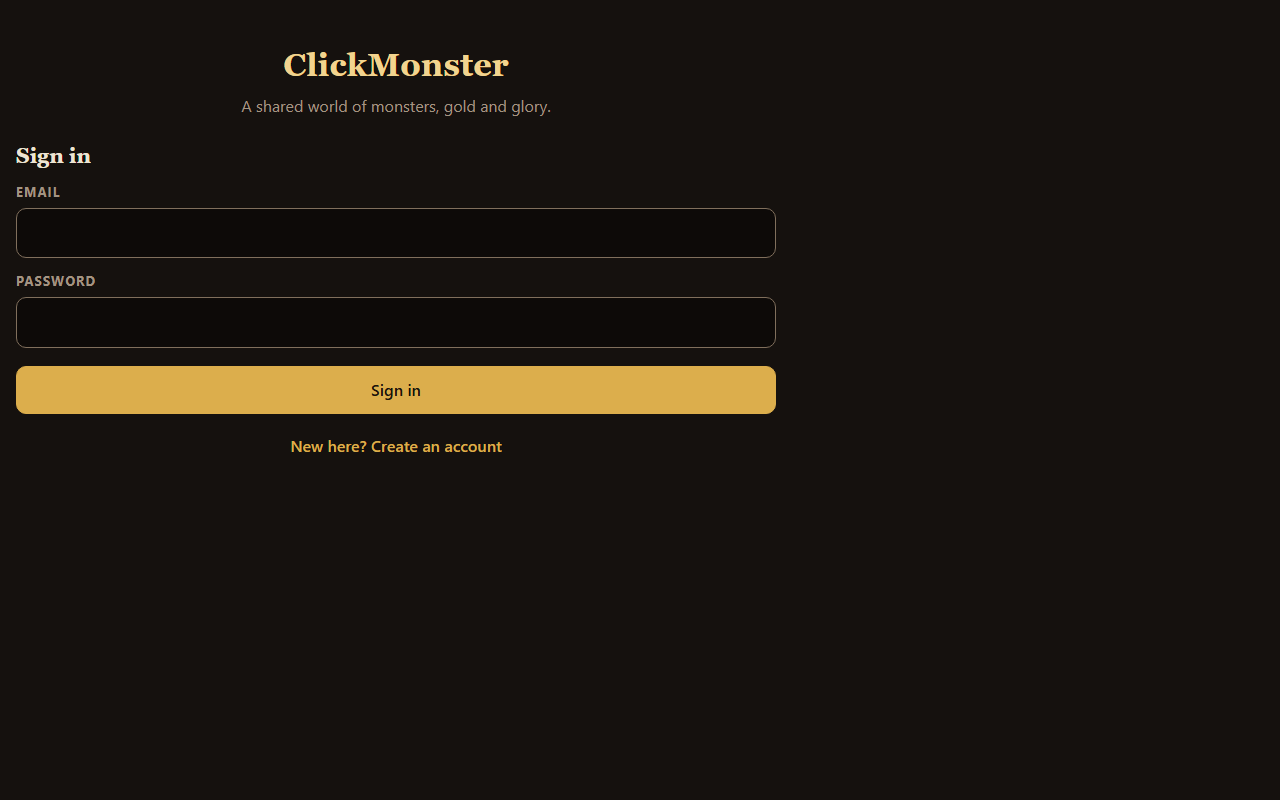 ClickMonster
A shared world of monsters, gold and glory.
Sign in
EMAIL
PASSWORD
Sign in
New here? Create an account